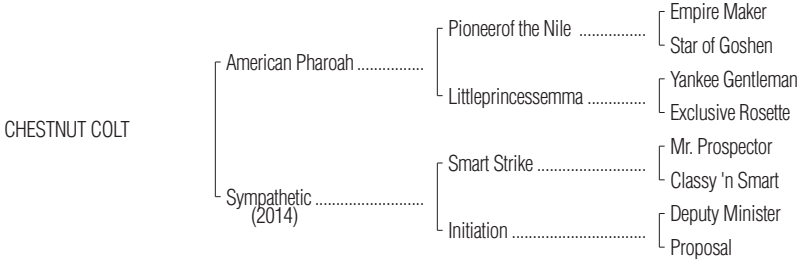 Empire Maker
Pioneerof the Nile ................
Star of Goshen
American Pharoah ................
Yankee Gentleman
Littleprincessemma ..............
Exclusive Rosette
CHESTNUT COLT
Mr. Prospector
Smart Strike ..........................
Classy 'n Smart
Sympathetic ..........................
(2014)
Deputy Minister
Initiation ................................
Proposal